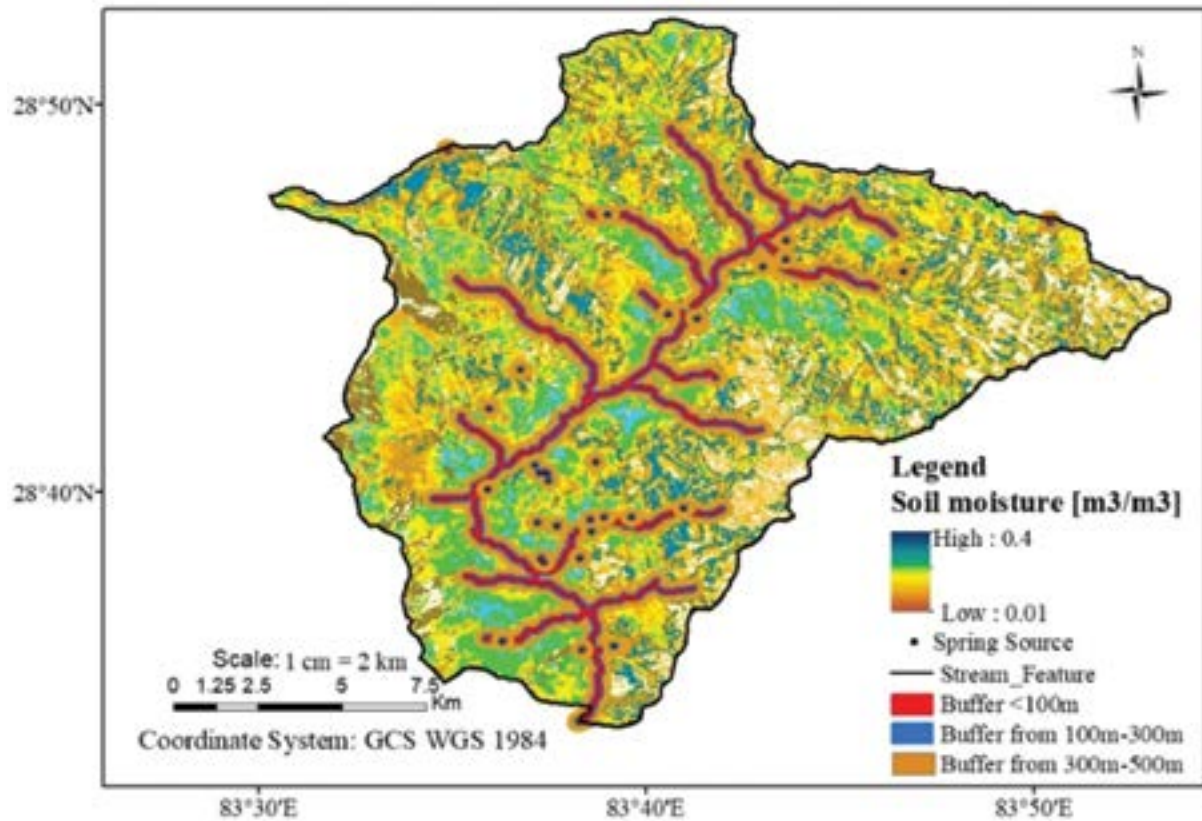 N
28°50'N
28°40'N
Legend
Soil moisture [m3/m3]
High : 0.4
Low : 0.01
Spring Source
Stream_Feature
Buffer <100m
Buffer from 100m-300m
Buffer from 300m-500m
Scale: 1 cm = 2 km
0 1.25 2.5 5 7.5
Km
Coordinate System: GCS WGS 1984
83°30'E 83°40'E 83°50'E